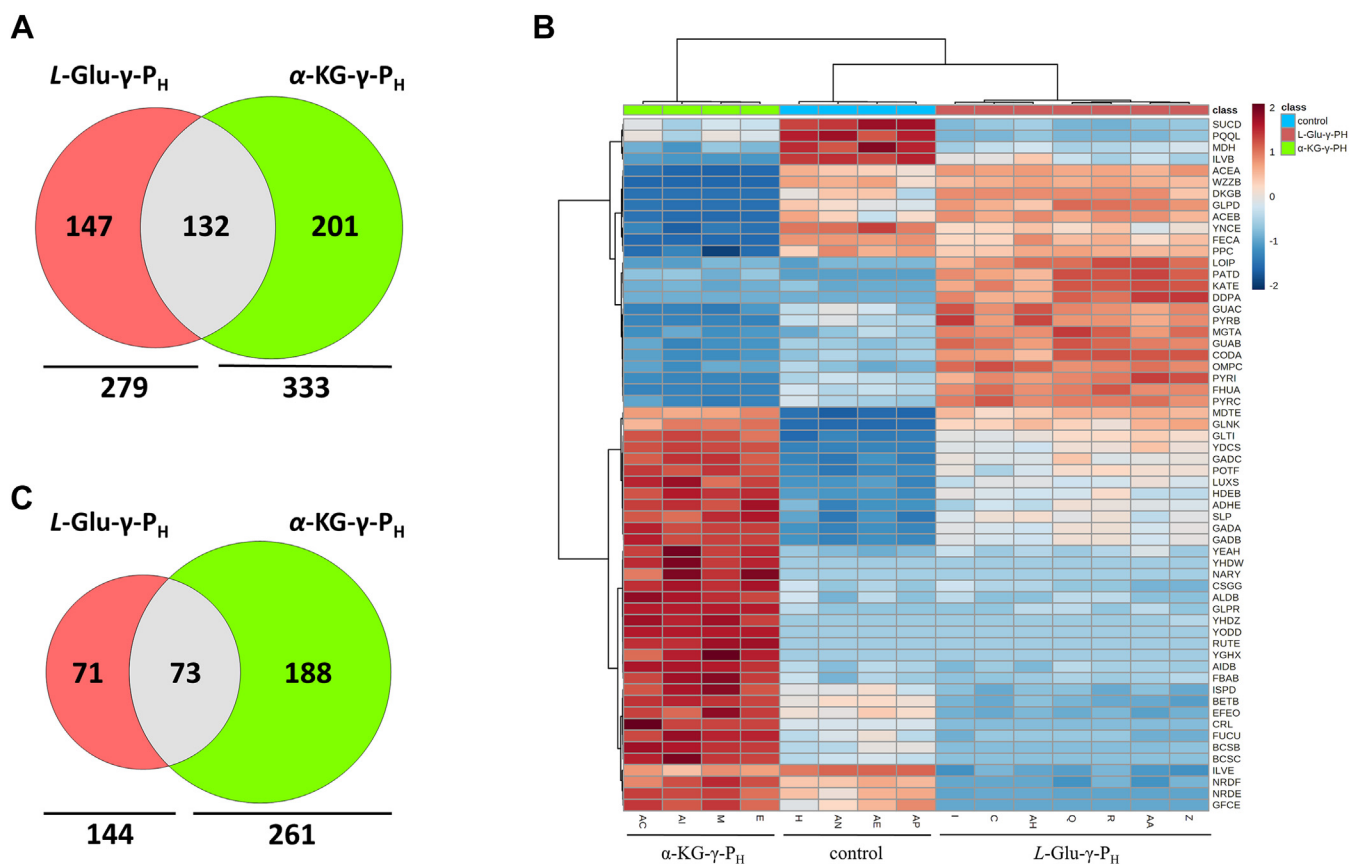 A
L-Glu-γ-PH
α-KG-γ-PH
147
132
201
279
333
B
class
SUCD
PQQL
MDH
ILVB
ACEA
WZZB
DKGB
GLPD
ACEB
YNCE
FECA
PPC
LOIP
PATD
KATE
DDPA
GUAC
PYRB
MGTA
GUAB
CODA
OMPC
PYRI
FHUA
PYRC
MDTE
GLNK
GLTI
YDCS
GADC
POTF
LUXS
HDEB
ADHE
SLP
GADA
GADB
YEAH
YHDW
NARY
CSGG
ALDB
GLPR
YHDZ
YODD
RUTE
YGHX
AIDB
FBAB
ISPD
BETB
EFEO
CRL
FUCU
BCSB
BCSC
ILVE
NRDF
NRDE
GFCE
2
1
0
-1
-2
class
control
L-Glu-γ-PH
α-KG-γ-PH
AC AI M E H AN AE AP I C AH Q R AA Z
α-KG-γ-PH control L-Glu-γ-PH
C
L-Glu-γ-PH
α-KG-γ-PH
71
73
188
144
261